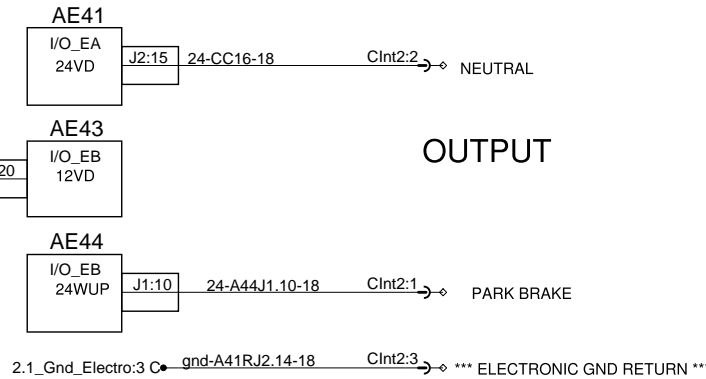 AE41
I/O_EA
24VD
J2:15 24-CC16-18 CInt2:2 NEUTRAL
AE43
I/O_EB
12VD
20
OUTPUT
AE44
I/O_EB
24WUP
J1:10 24-A44J1.10-18 CInt2:1 PARK BRAKE
2.1_Gnd_Electro:3 C gnd-A41RJ2.14-18 CInt2:3 *** ELECTRONIC GND RETURN **